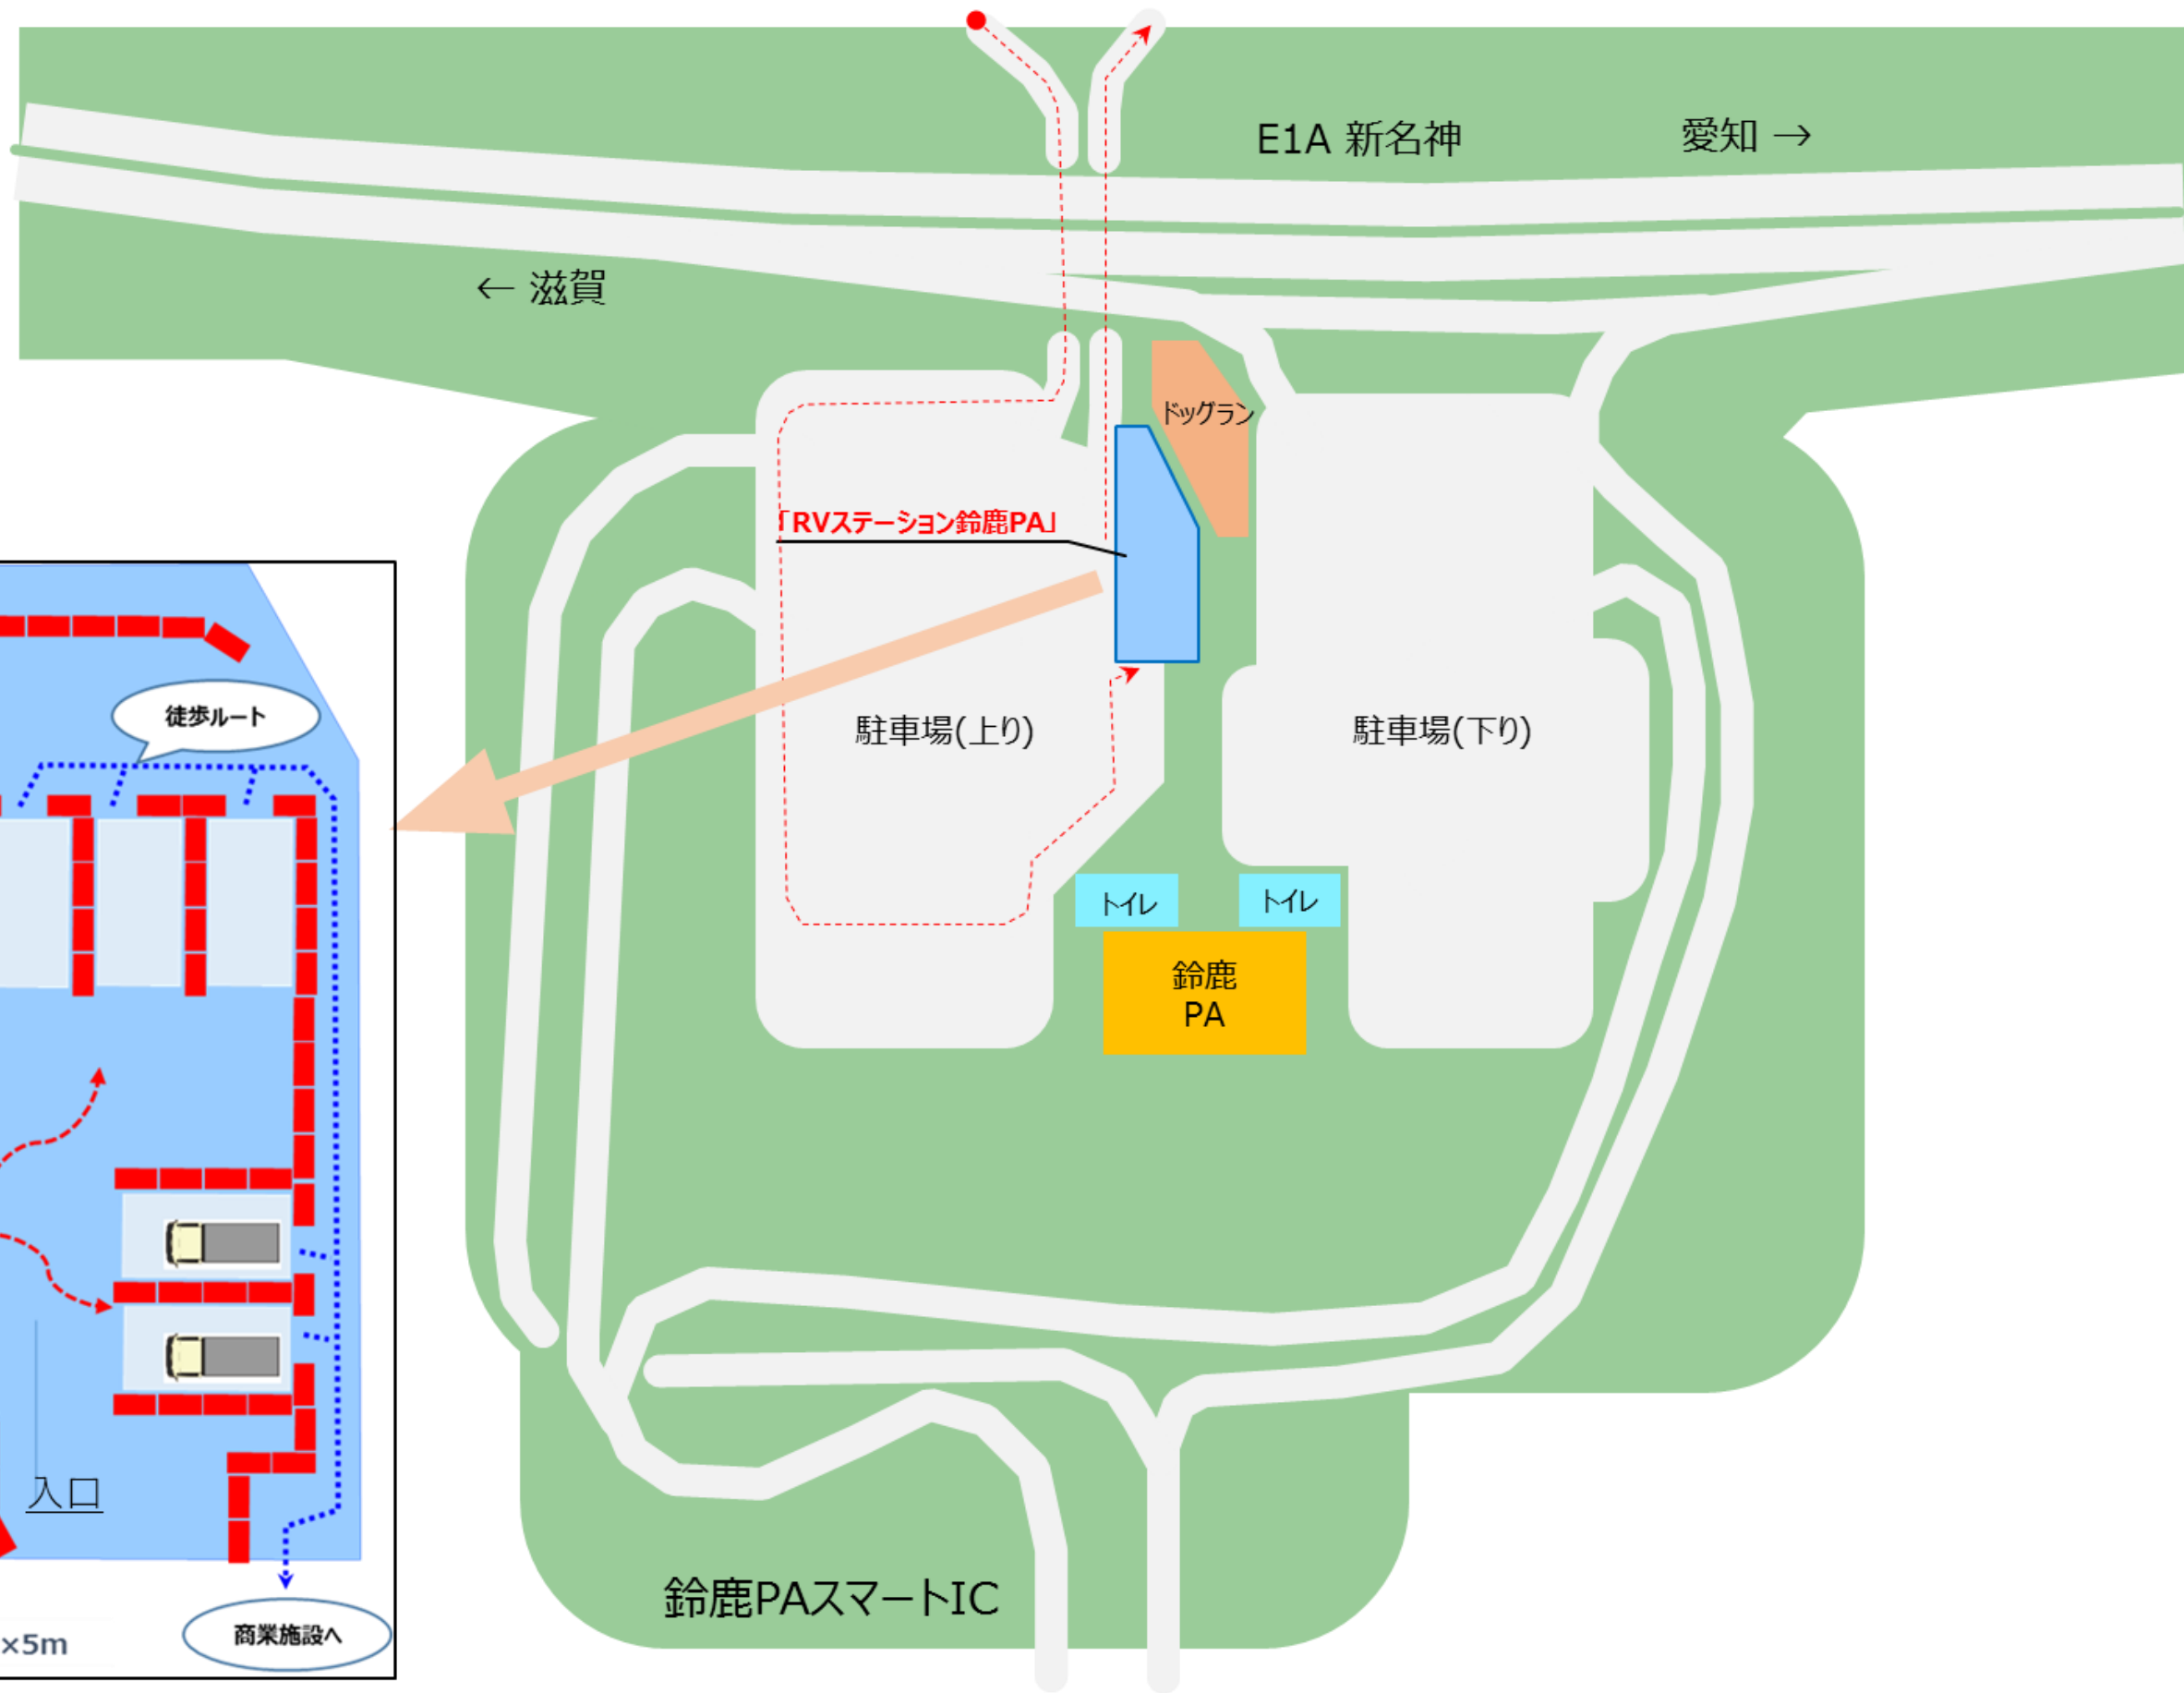 E1A 新名神
愛知 →
← 滋賀
ドッグラン
「RVステーション鈴鹿PA」
駐車場(上り)
駐車場(下り)
トイレ
トイレ
鈴鹿
PA
鈴鹿PAスマートIC
徒歩ルート
入口
×5m
商業施設へ